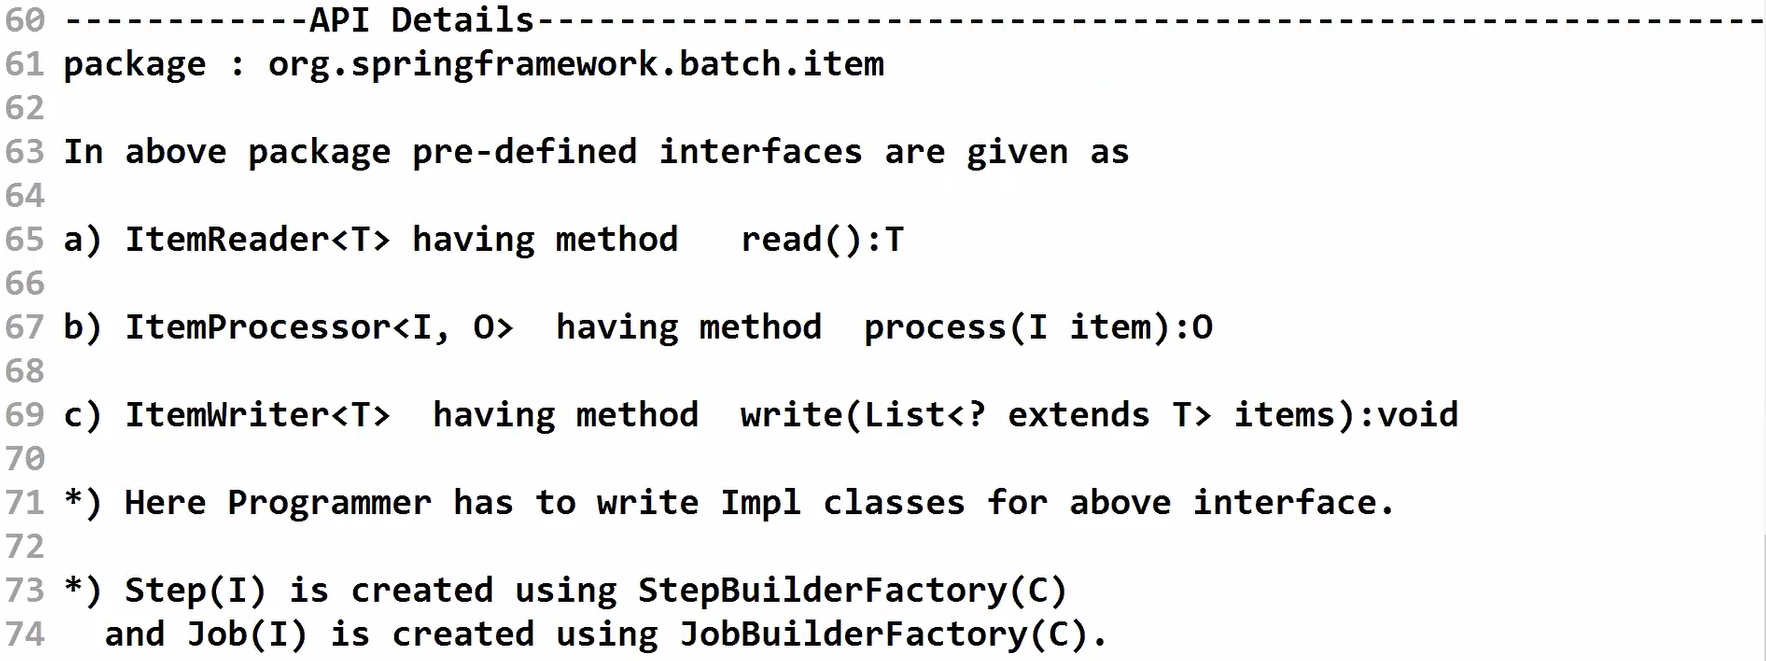 60 ------------API Details------------------------------------------------------------
61 package : org.springframework.batch.item
62
63 In above package pre-defined interfaces are given as
64
65 a) ItemReader<T> having method   read():T
66
67 b) ItemProcessor<I, O>  having method  process(I item):O
68
69 c) ItemWriter<T>  having method  write(List<? extends T> items):void
70
71 *) Here Programmer has to write Impl classes for above interface.
72
73 *) Step(I) is created using StepBuilderFactory(C)
74   and Job(I) is created using JobBuilderFactory(C).